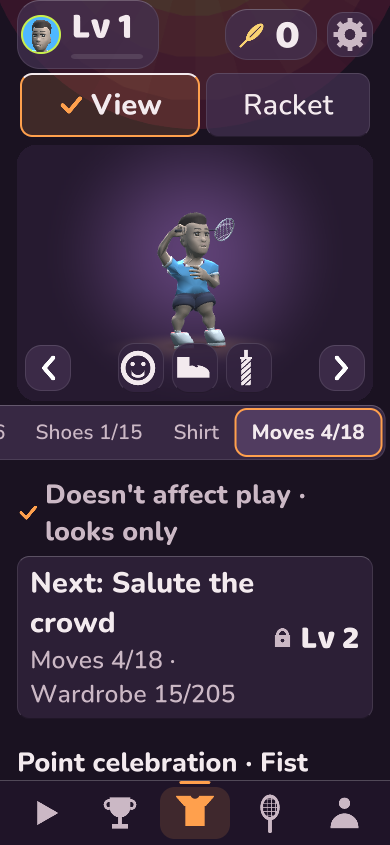 Lv 1
0
View
Racket
Shoes 1/15
Shirt
Moves 4/18
Doesn't affect play ·
looks only
Next: Salute the
crowd
Lv 2
Moves 4/18 ·
Wardrobe 15/205
Point celebration · Fist